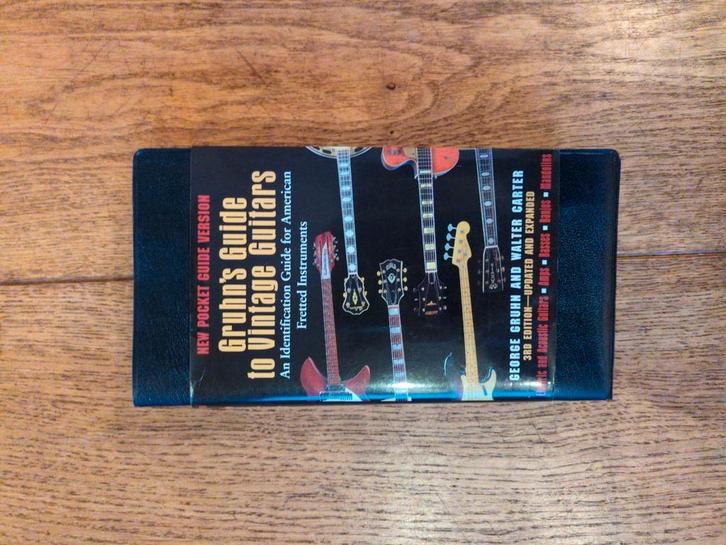 NEW POCKET GUIDE VERSION
Gruhn's Guide
to Vintage Guitars
An Identification Guide for American
Fretted Instruments
GEORGE GRUHN AND WALTER CARTER
3RD EDITION—UPDATED AND EXPANDED
and Acoustic Guitars ■ Amps ■ Basses ■ Banjos ■ Mandolins